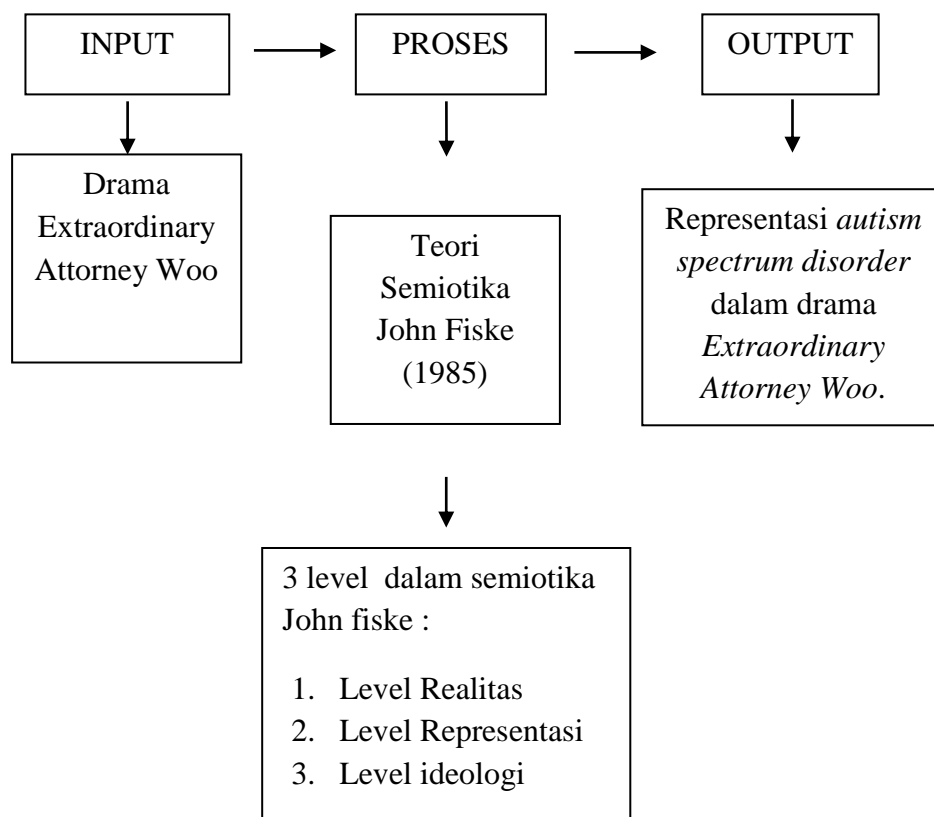 INPUT
PROSES
OUTPUT
Drama
Extraordinary
Attorney Woo
Teori
Semiotika
John Fiske
(1985)
Representasi autism
spectrum disorder
dalam drama
Extraordinary
Attorney Woo.
3 level dalam semiotika
John fiske :
1. Level Realitas
2. Level Representasi
3. Level ideologi